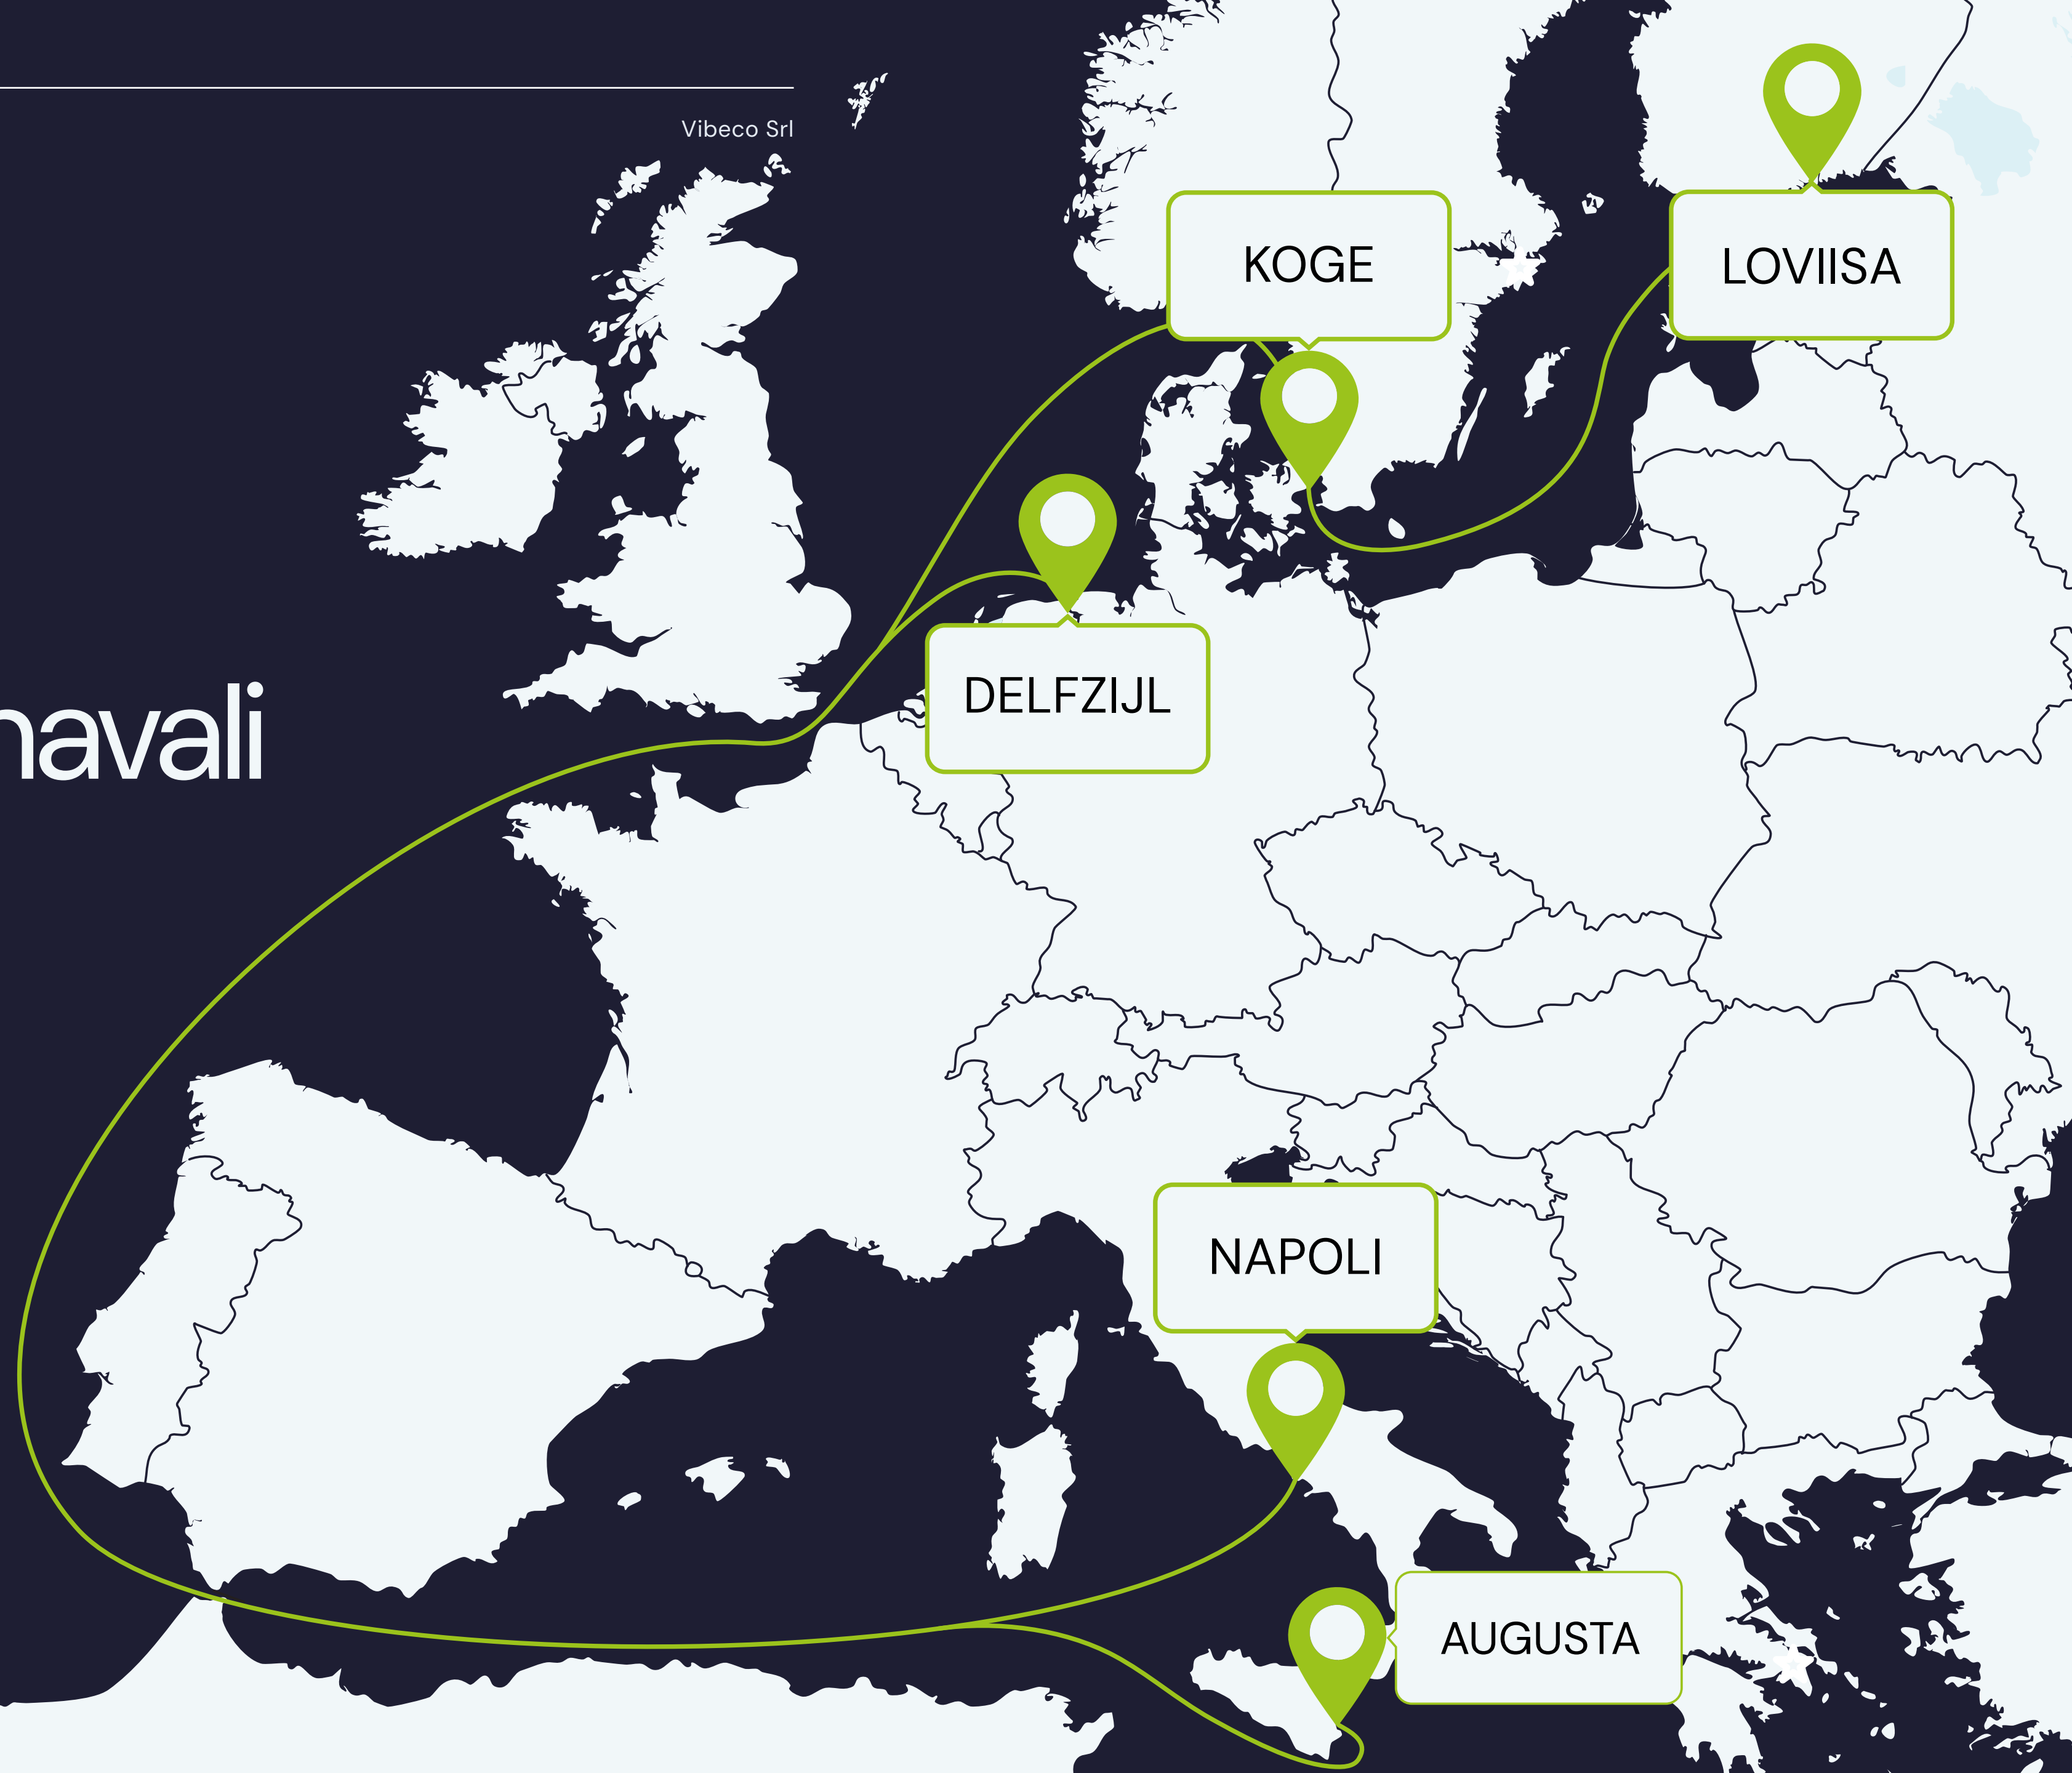 Vibeco Srl
KOGE
LOVIISA
DELFZIJL
navali
NAPOLI
AUGUSTA